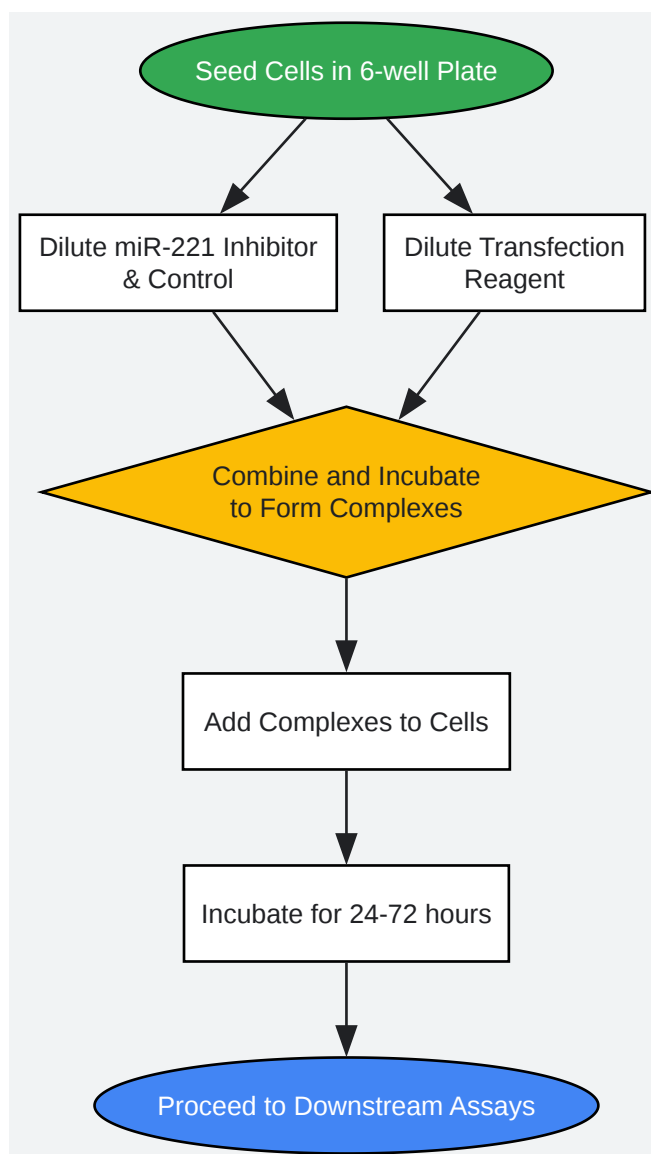 Seed Cells in 6-well Plate
Dilute miR-221 Inhibitor
& Control
Dilute Transfection
Reagent
Combine and Incubate
to Form Complexes
Add Complexes to Cells
Incubate for 24-72 hours
Proceed to Downstream Assays